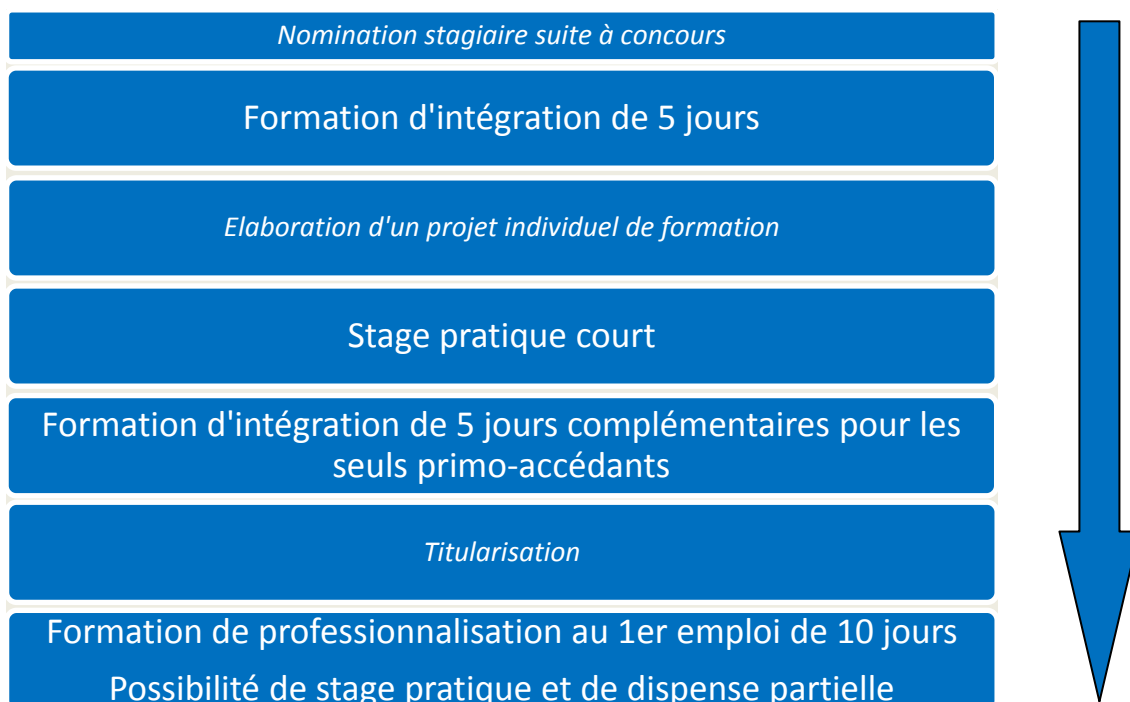 Nomination stagiaire suite à concours
Formation d'intégration de 5 jours
Elaboration d'un projet individuel de formation
Stage pratique court
Formation d'intégration de 5 jours complémentaires pour les
seuls primo-accédants
Titularisation
Formation de professionnalisation au 1er emploi de 10 jours
Possibilité de stage pratique et de dispense partielle